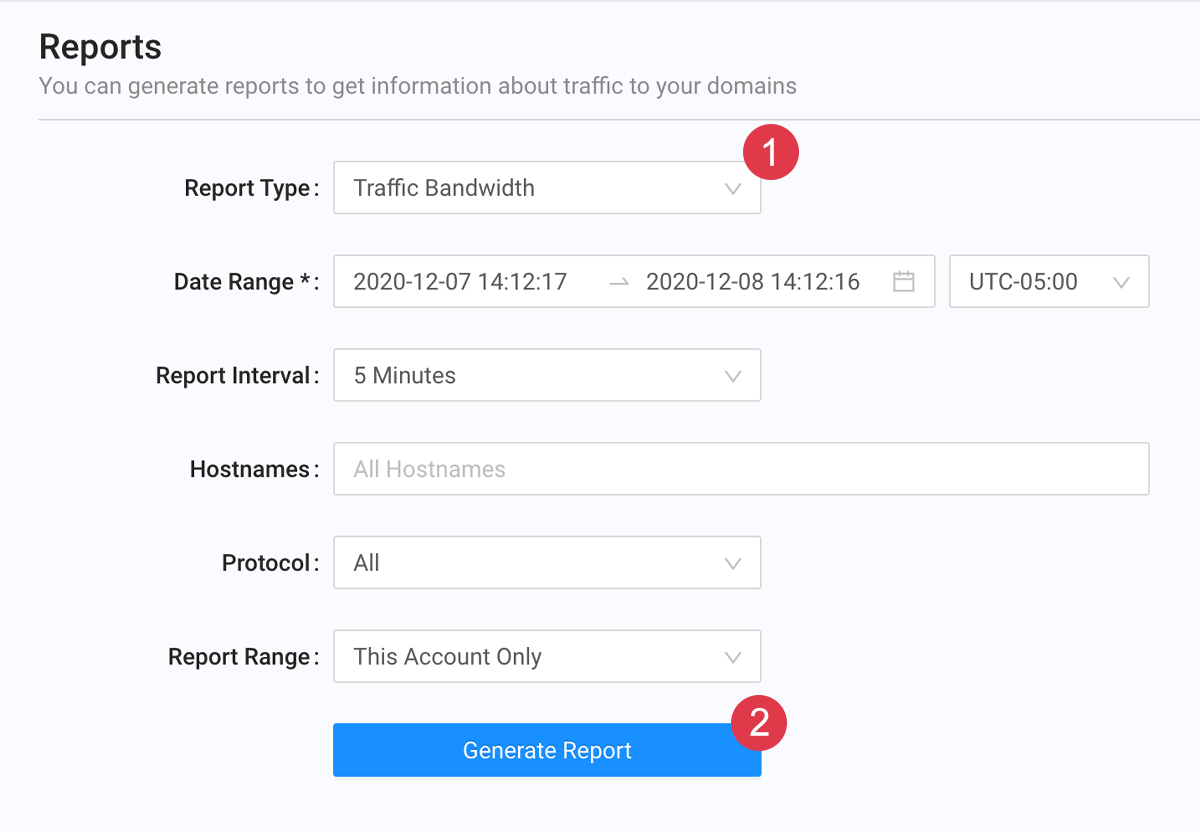 Reports
You can generate reports to get information about traffic to your domains
1
Report Type: Traffic Bandwidth
Date Range *: 2020-12-07 14:12:17 → 2020-12-08 14:12:16 UTC-05:00
Report Interval: 5 Minutes
Hostnames: All Hostnames
Protocol: All
Report Range: This Account Only
2
Generate Report